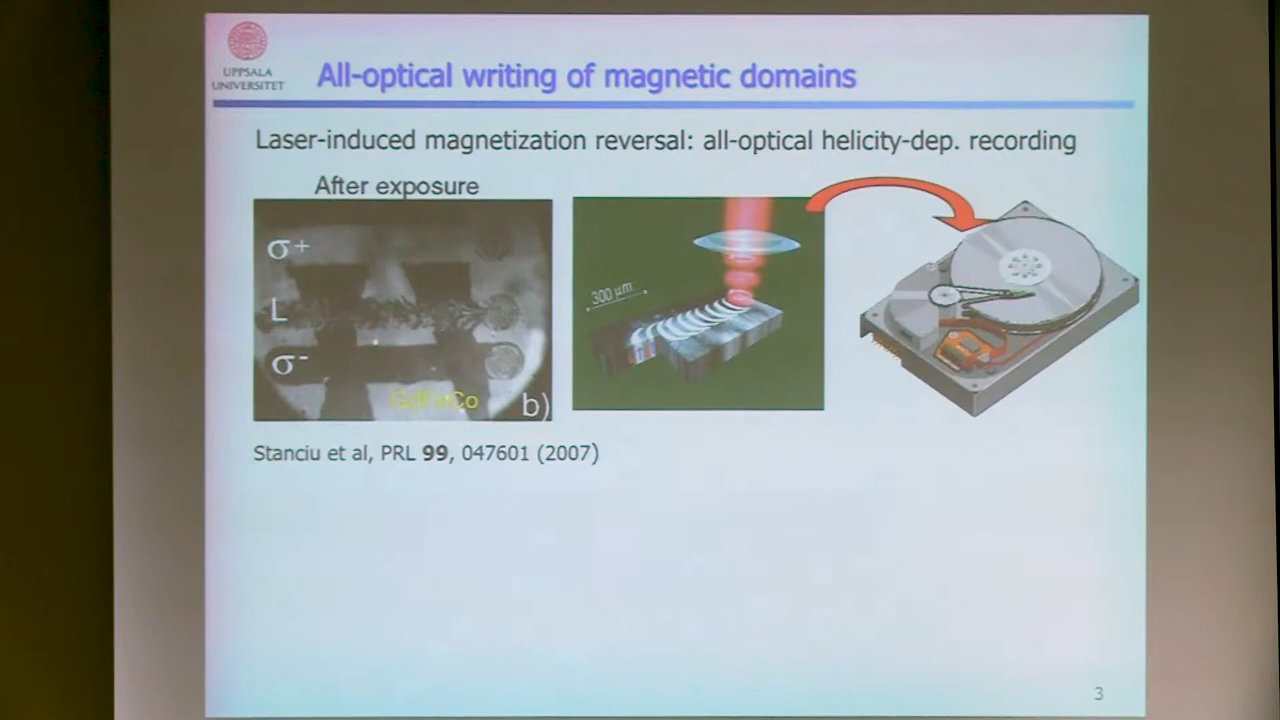 UPPSALA
UNIVERSITET
All-optical writing of magnetic domains
Laser-induced magnetization reversal: all-optical helicity-dep. recording
After exposure
σ+
L
σ-
GdFeCo
b)
300 μm
Stanciu et al, PRL 99, 047601 (2007)
3